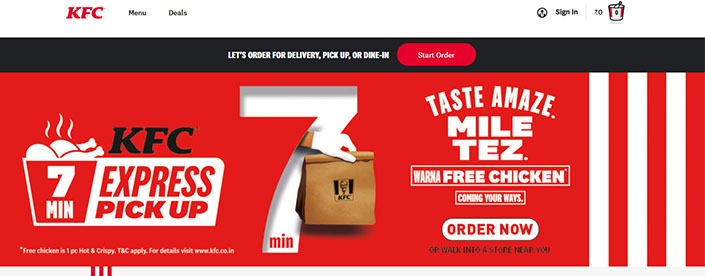 KFC Menu Deals Sign In ₹0 0
LET'S ORDER FOR DELIVERY, PICK UP, OR DINE-IN Start Order
KFC
7
MIN
EXPRESS
PICK UP
*Free chicken is 1 pc Hot & Crispy. T&C apply. For details visit www.kfc.co.in
7
min
KFC
TASTE AMAZE.
MILE
TEZ.
WARNA FREE CHICKEN*
COMING YOUR WAYS.
ORDER NOW
OR WALK INTO A STORE NEAR YOU